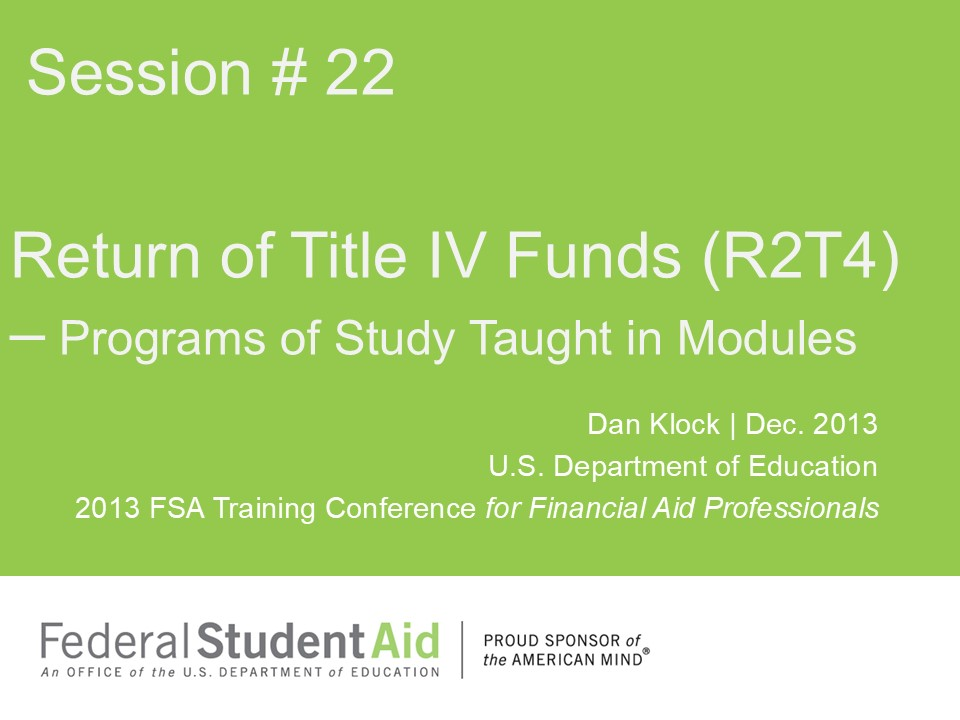 Session # 22
Return of Title IV Funds (R2T4)
– Programs of Study Taught in Modules
Dan Klock | Dec. 2013
U.S. Department of Education
2013 FSA Training Conference for Financial Aid Professionals
Federal Student Aid
An OFFICE of the U.S. DEPARTMENT of EDUCATION
PROUD SPONSOR of
the AMERICAN MIND®